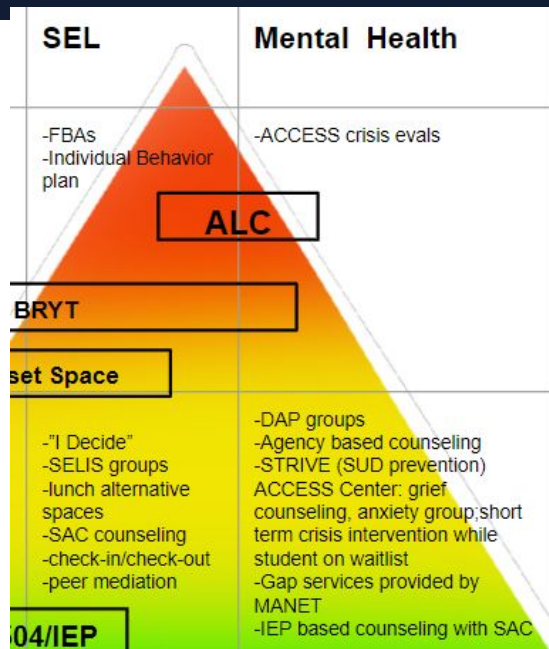 SEL
Mental Health
-FBAs
-Individual Behavior
plan
-ACCESS crisis evals
ALC
BRYT
set Space
-"I Decide"
-SELIS groups
-lunch alternative
spaces
-SAC counseling
-check-in/check-out
-peer mediation
-DAP groups
-Agency based counseling
-STRIVE (SUD prevention)
ACCESS Center: grief
counseling, anxiety group;short
term crisis intervention while
student on waitlist
-Gap services provided by
MANET
-IEP based counseling with SAC
04/IEP